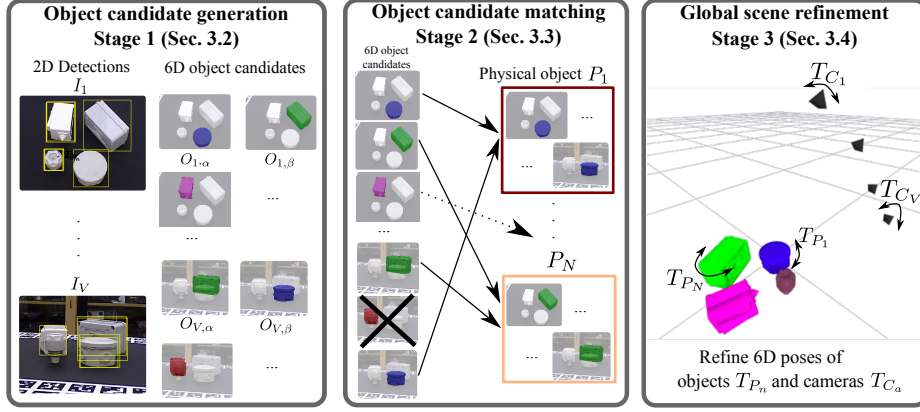 Object candidate generation
Stage 1 (Sec. 3.2)
2D Detections
6D object candidates
I_1
O_{1,α}
O_{1,β}
...
...
I_V
O_{V,α}
O_{V,β}
...
Object candidate matching
Stage 2 (Sec. 3.3)
6D object
candidates
Physical object P_1
...
...
...
P_N
...
...
Global scene refinement
Stage 3 (Sec. 3.4)
T_{C_1}
T_{C_V}
T_{P_1}
T_{P_N}
Refine 6D poses of
objects T_{P_n} and cameras T_{C_a}